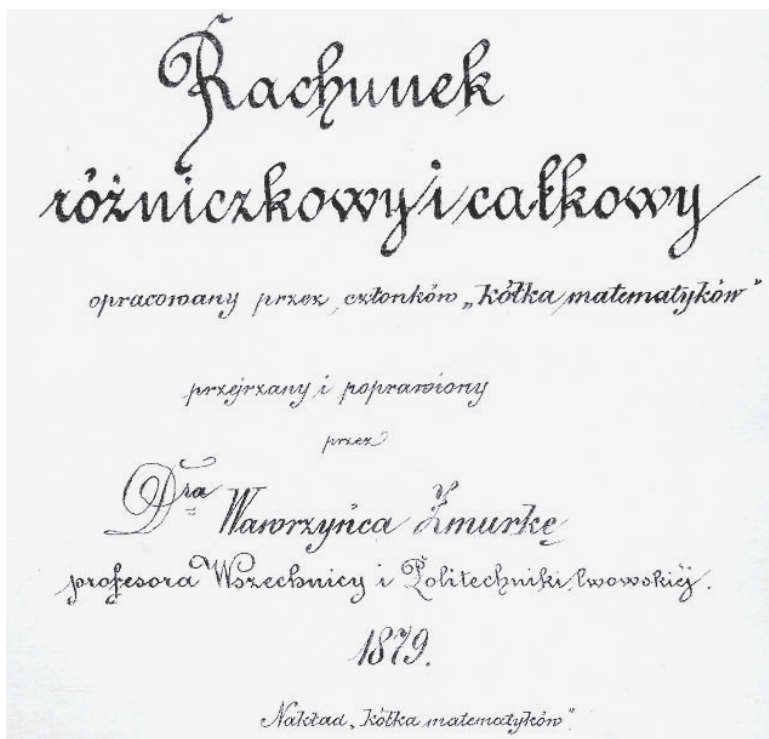 Rachunek
różniczkowy i całkowy
opracowany przez członków „kółka matematyków”
przejrzany i poprawiony
przez
Dra Wawrzyńca Żmurkę
profesora Wszechnicy i Politechniki lwowskiéj.
1879.
Nakład „kółka matematyków”.